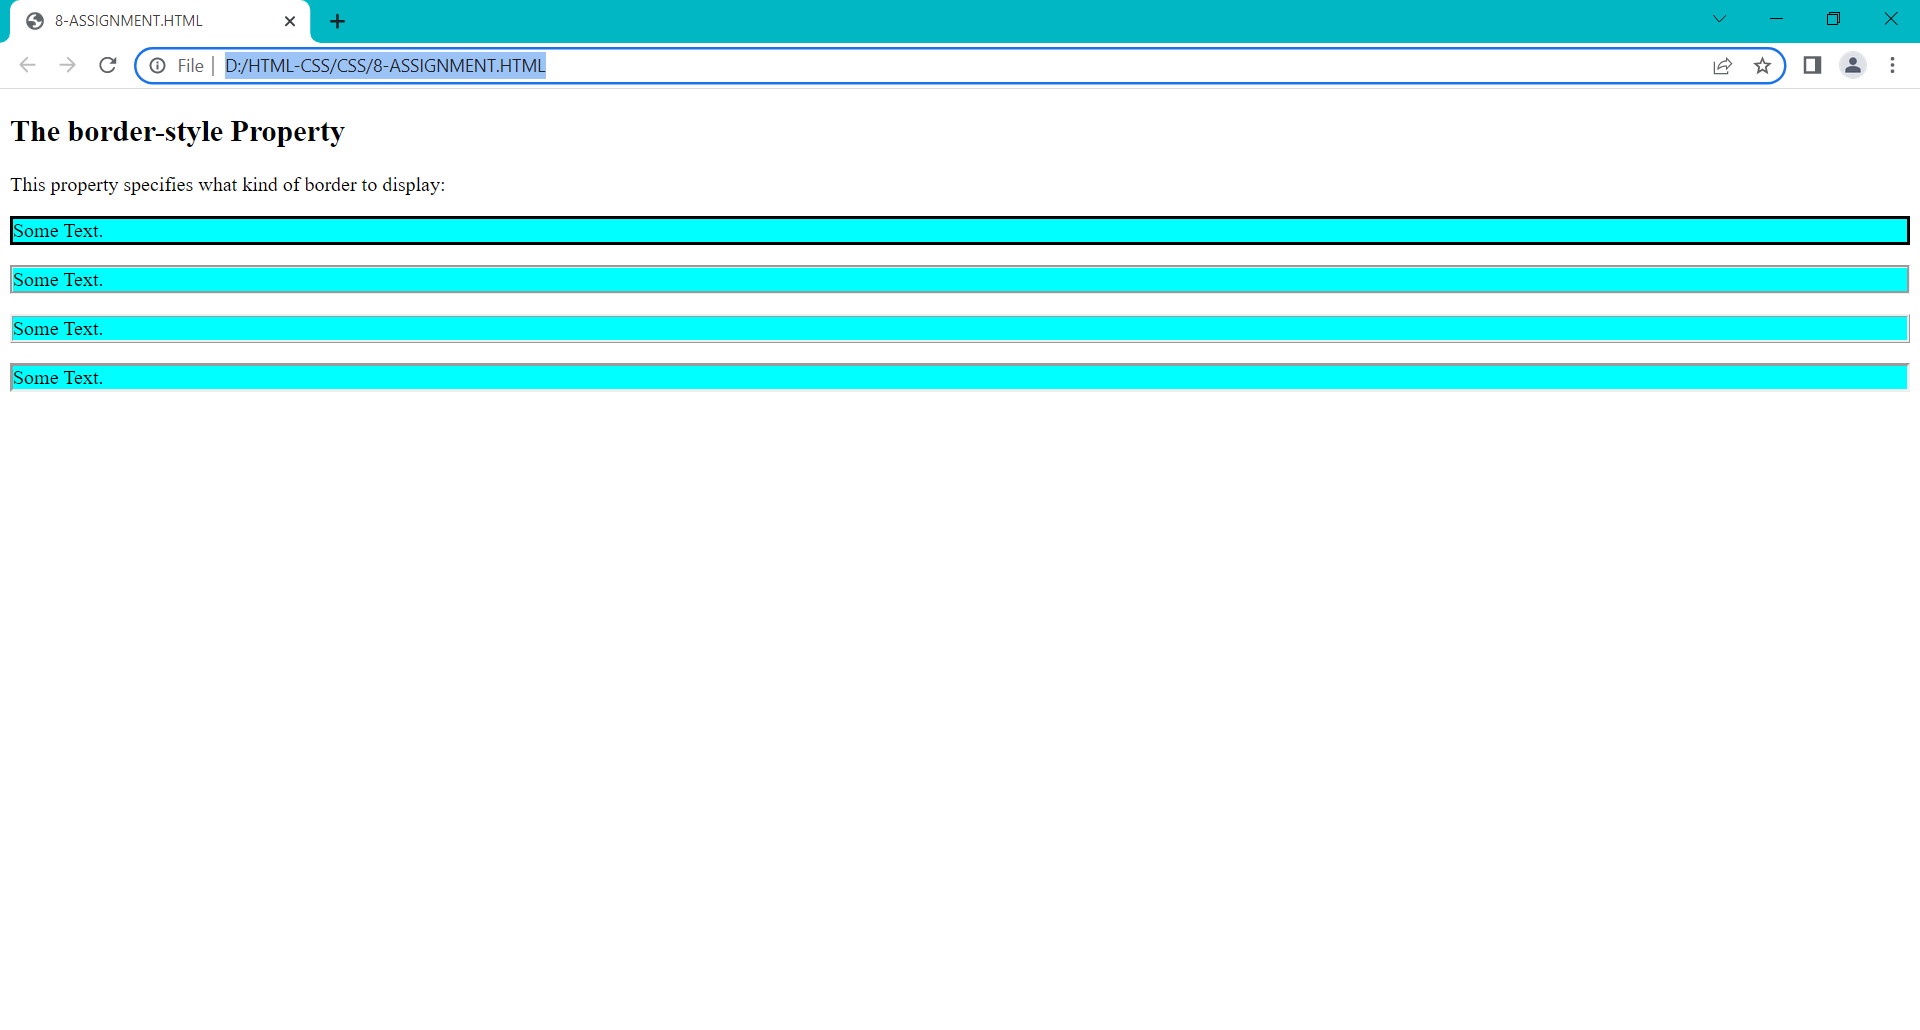 8-ASSIGNMENT.HTML
File | D:/HTML-CSS/CSS/8-ASSIGNMENT.HTML
The border-style Property
This property specifies what kind of border to display:
Some Text.
Some Text.
Some Text.
Some Text.